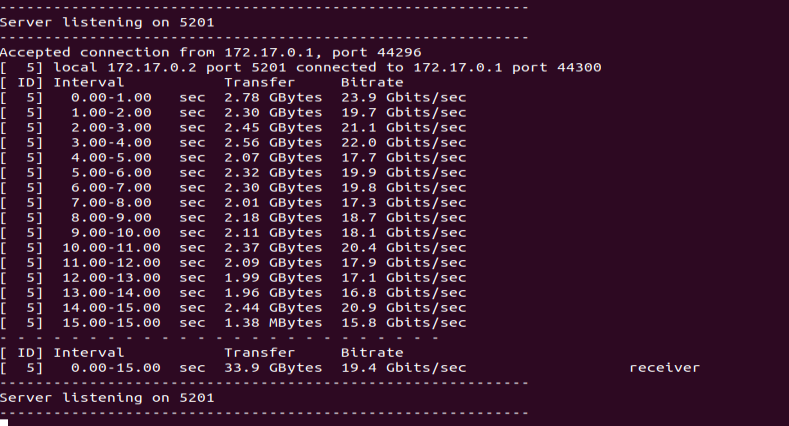 -----------------------------------------------------------
Server listening on 5201
-----------------------------------------------------------
Accepted connection from 172.17.0.1, port 44296
[  5] local 172.17.0.2 port 5201 connected to 172.17.0.1 port 44300
[ ID] Interval           Transfer     Bitrate
[  5]   0.00-1.00   sec  2.78 GBytes  23.9 Gbits/sec
[  5]   1.00-2.00   sec  2.30 GBytes  19.7 Gbits/sec
[  5]   2.00-3.00   sec  2.45 GBytes  21.1 Gbits/sec
[  5]   3.00-4.00   sec  2.56 GBytes  22.0 Gbits/sec
[  5]   4.00-5.00   sec  2.07 GBytes  17.7 Gbits/sec
[  5]   5.00-6.00   sec  2.32 GBytes  19.9 Gbits/sec
[  5]   6.00-7.00   sec  2.30 GBytes  19.8 Gbits/sec
[  5]   7.00-8.00   sec  2.01 GBytes  17.3 Gbits/sec
[  5]   8.00-9.00   sec  2.18 GBytes  18.7 Gbits/sec
[  5]   9.00-10.00  sec  2.11 GBytes  18.1 Gbits/sec
[  5]  10.00-11.00  sec  2.37 GBytes  20.4 Gbits/sec
[  5]  11.00-12.00  sec  2.09 GBytes  17.9 Gbits/sec
[  5]  12.00-13.00  sec  1.99 GBytes  17.1 Gbits/sec
[  5]  13.00-14.00  sec  1.96 GBytes  16.8 Gbits/sec
[  5]  14.00-15.00  sec  2.44 GBytes  20.9 Gbits/sec
[  5]  15.00-15.00  sec  1.38 MBytes  15.8 Gbits/sec
- - - - - - - - - - - - - - - - - - - - - - - - -
[ ID] Interval           Transfer     Bitrate
[  5]   0.00-15.00  sec  33.9 GBytes  19.4 Gbits/sec                  receiver
-----------------------------------------------------------
Server listening on 5201
-----------------------------------------------------------